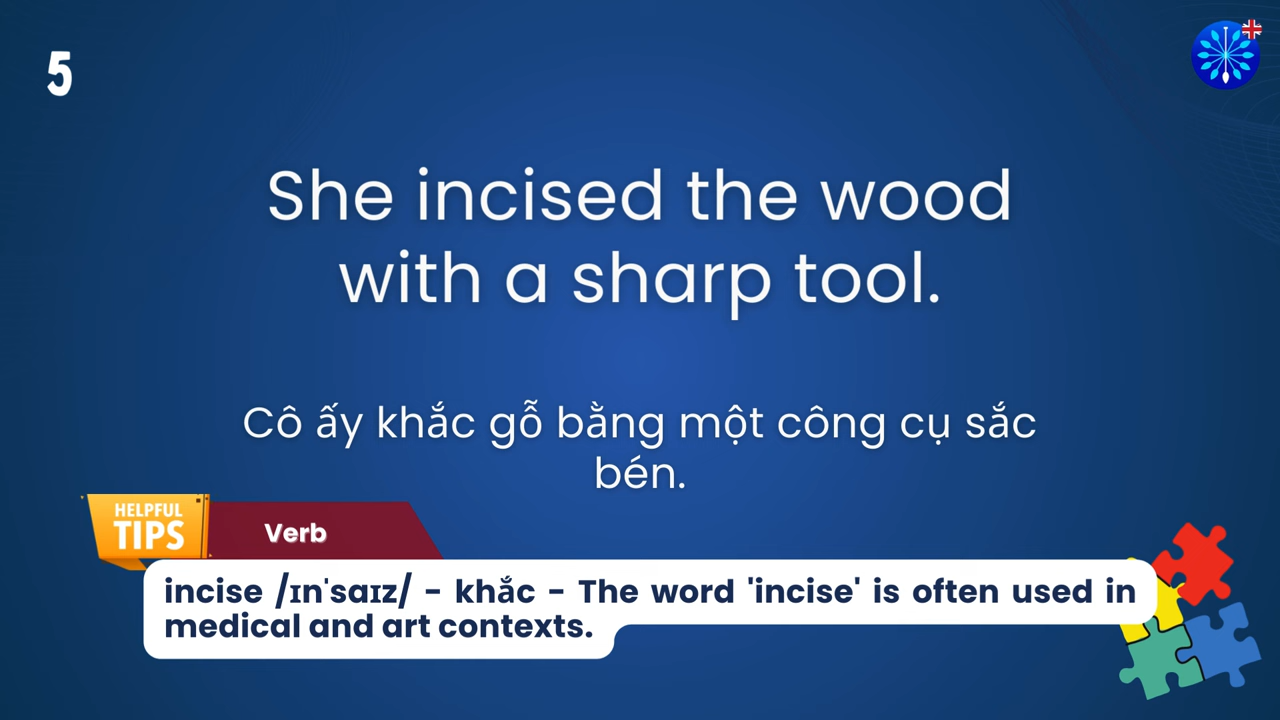 5
She incised the wood
with a sharp tool.
Cô ấy khắc gỗ bằng một công cụ sắc
bén.
HELPFUL
TIPS
Verb
incise /ɪnˈsaɪz/ - khắc - The word 'incise' is often used in
medical and art contexts.